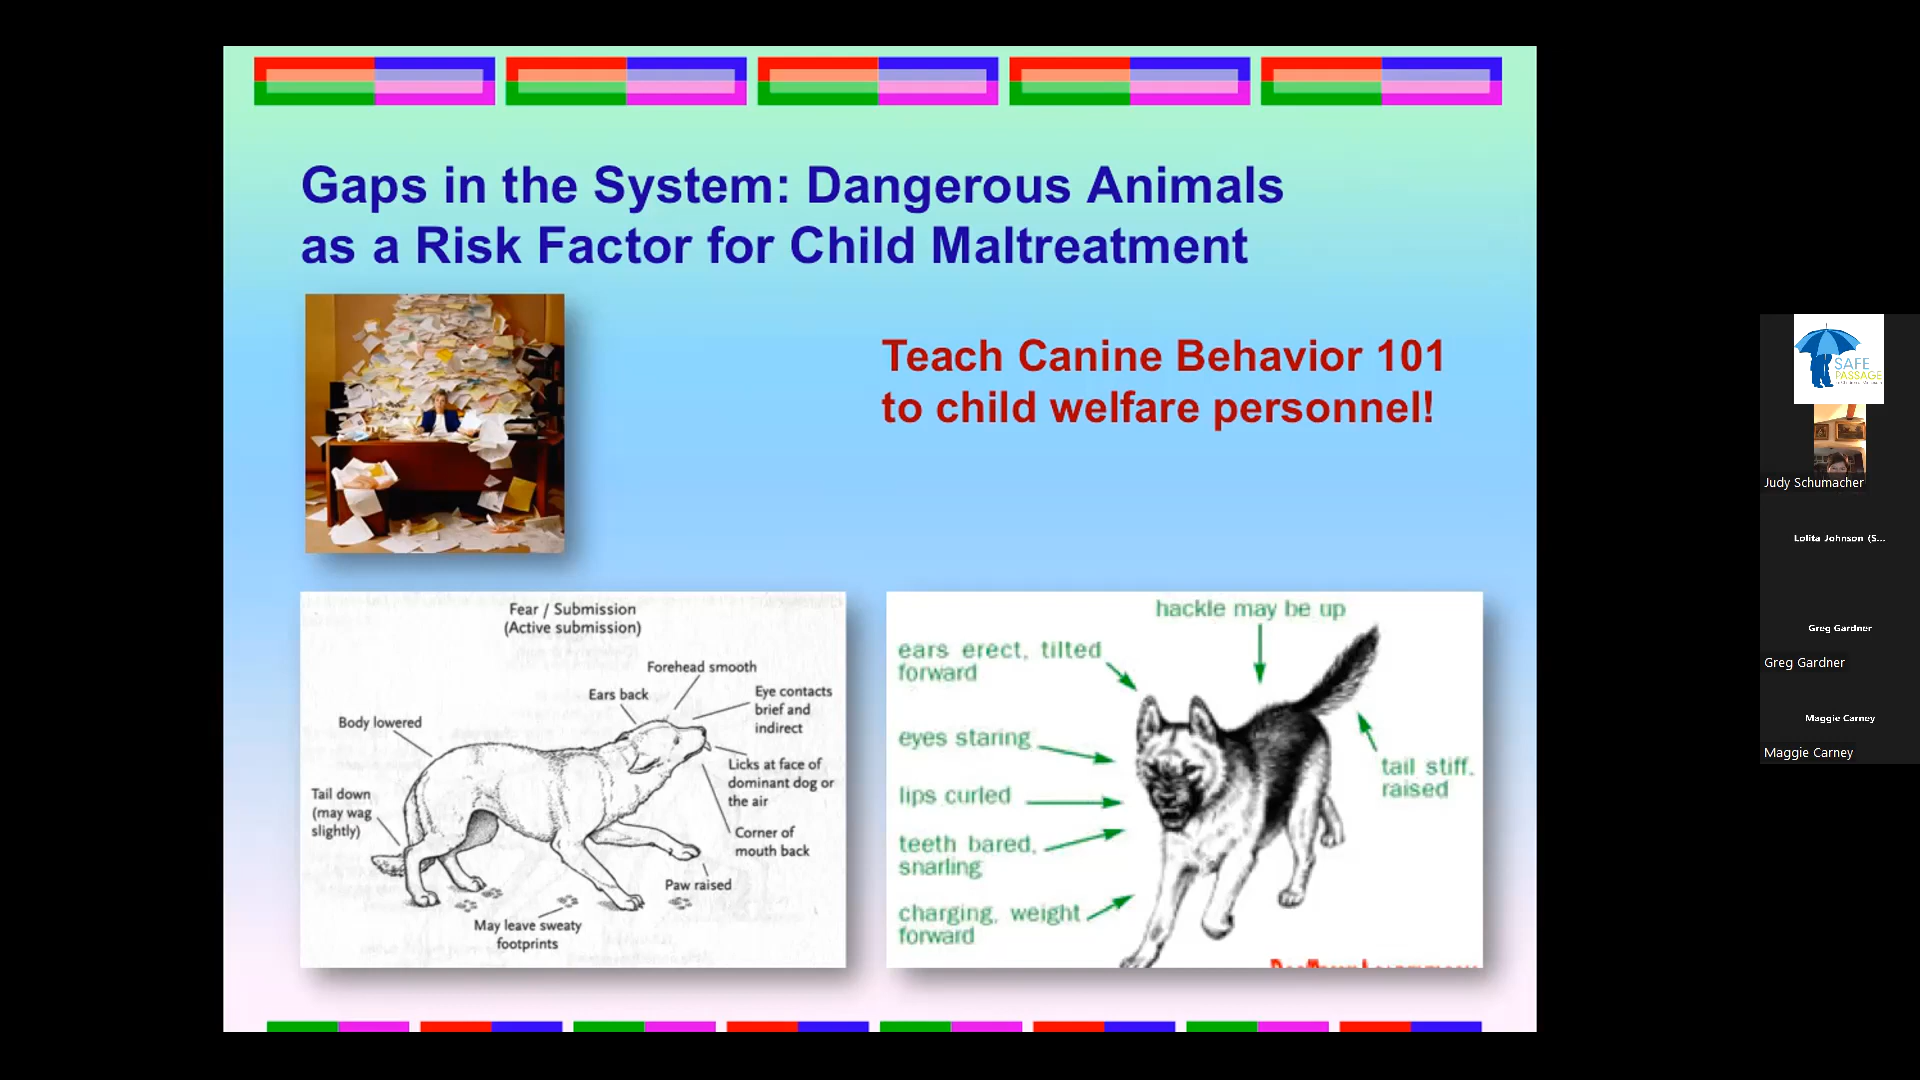 Gaps in the System: Dangerous Animals
as a Risk Factor for Child Maltreatment
Teach Canine Behavior 101
to child welfare personnel!
Fear / Submission
(Active submission)
Forehead smooth
Ears back
Eye contacts
brief and
indirect
Body lowered
Licks at face of
dominant dog or
the air
Tail down
(may wag
slightly)
Corner of
mouth back
Paw raised
May leave sweaty
footprints
hackle may be up
ears erect, tilted
forward
eyes staring
lips curled
teeth bared,
snarling
charging, weight
forward
tail stiff,
raised
SAFE
PASSAGE
Judy Schumacher
Lolita Johnson (S...
Greg Gardner
Greg Gardner
Maggie Carney
Maggie Carney